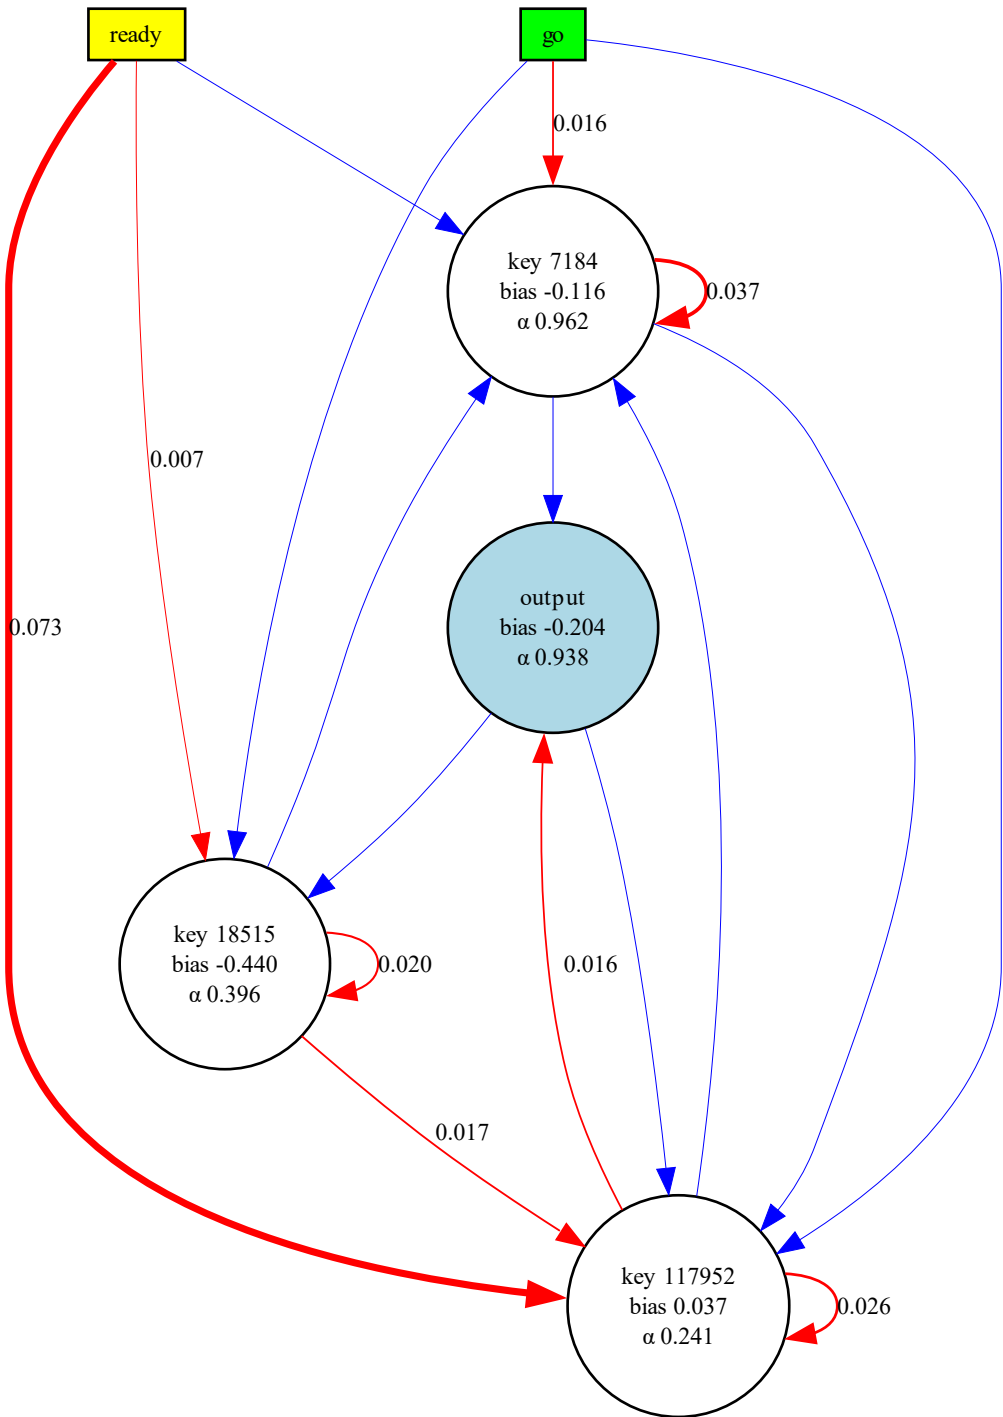 ready
go
0.016
key 7184
bias -0.116
α 0.962
0.037
0.007
output
bias -0.204
α 0.938
0.073
key 18515
bias -0.440
α 0.396
0.020
0.016
0.017
key 117952
bias 0.037
α 0.241
0.026